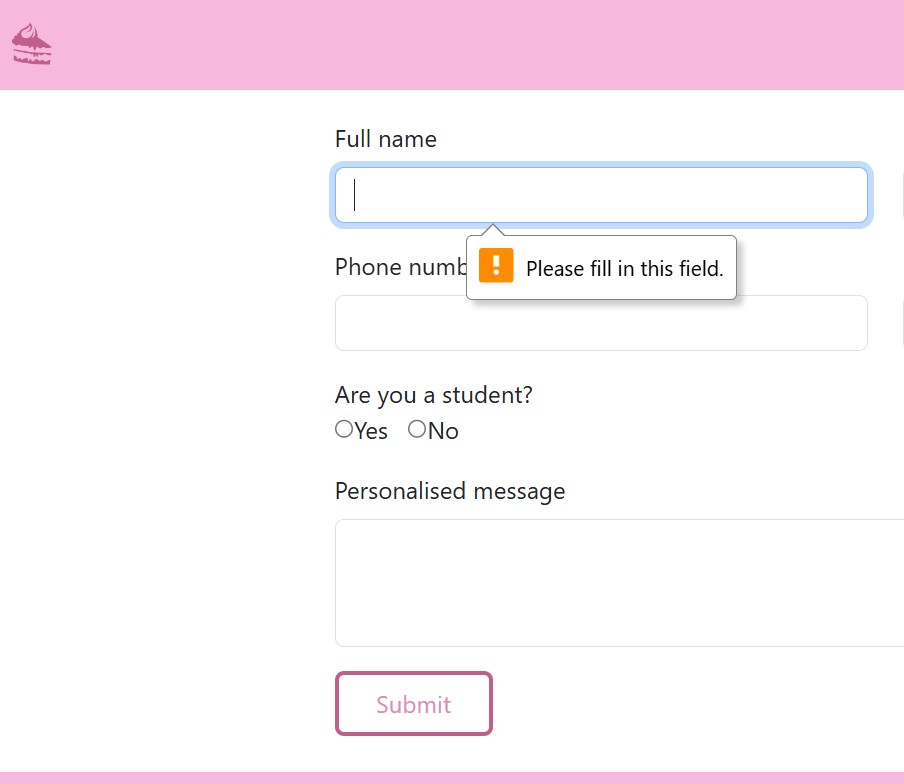 Full name
Please fill in this field.
Phone numb
Are you a student?
Yes No
Personalised message
Submit